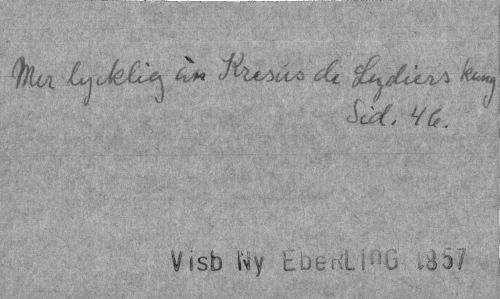 Mer lycklig än Kresus de Lydiers kung
Sid. 46.
Visb Ny EbeRLInG 1857